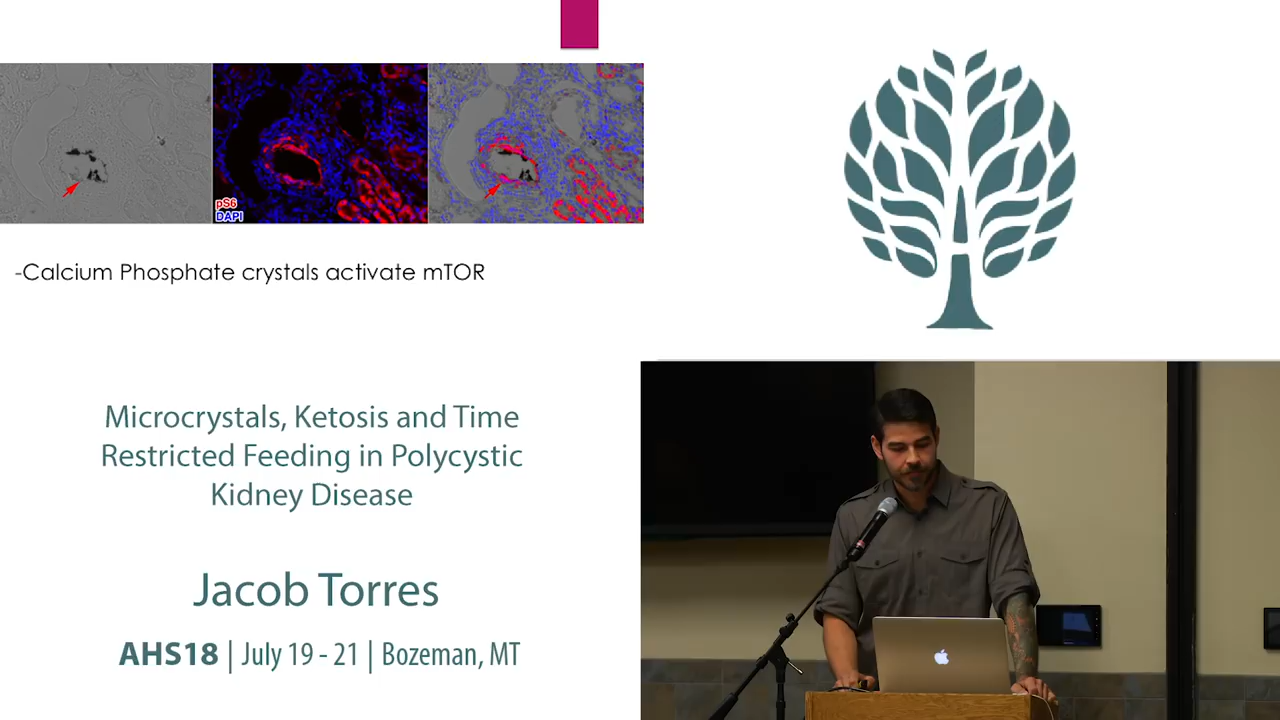 pS6
DAPI
-Calcium Phosphate crystals activate mTOR
Microcrystals, Ketosis and Time
Restricted Feeding in Polycystic
Kidney Disease
Jacob Torres
AHS18 | July 19 - 21 | Bozeman, MT